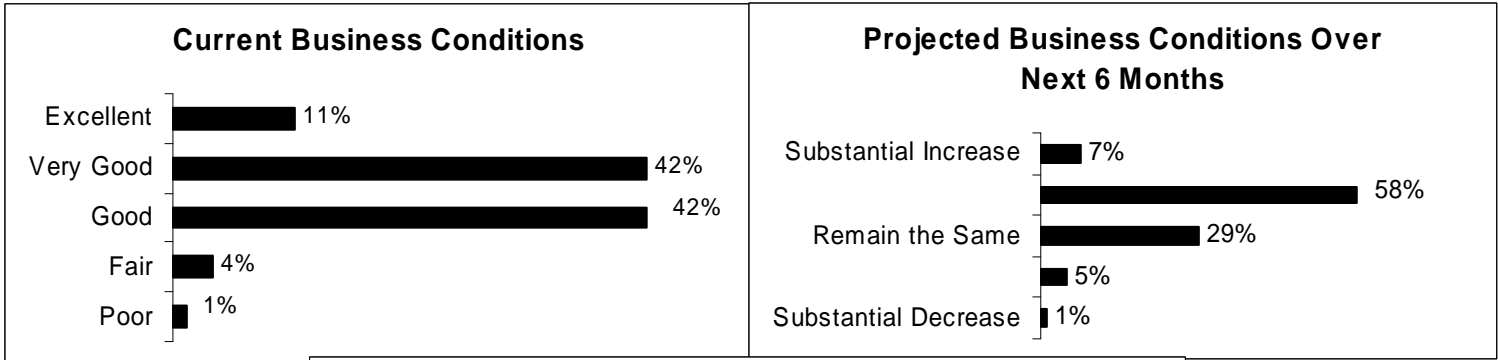 Current Business Conditions
Excellent 11%
Very Good 42%
Good 42%
Fair 4%
Poor 1%
Projected Business Conditions Over
Next 6 Months
Substantial Increase 7%
58%
Remain the Same 29%
5%
Substantial Decrease 1%